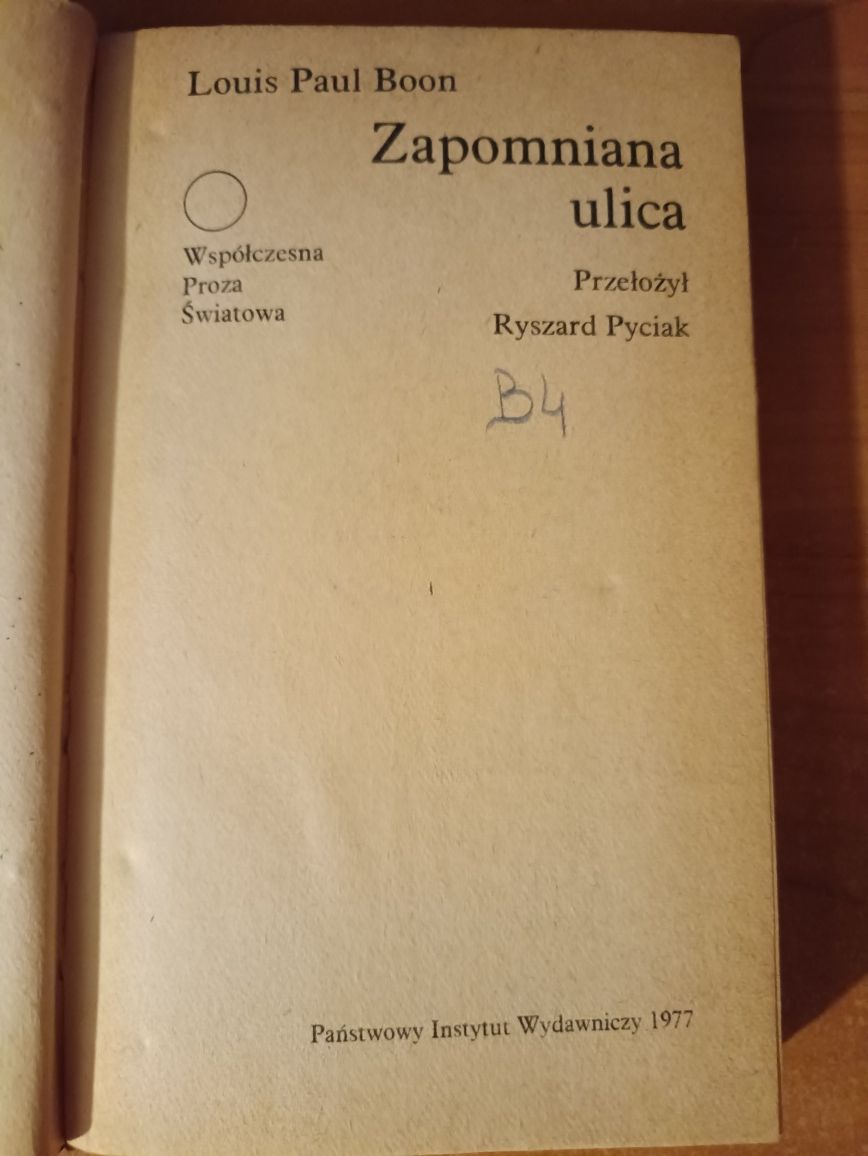 Louis Paul Boon
Zapomniana
ulica
Współczesna
Proza
Światowa
Przełożył
Ryszard Pyciak
B4
Państwowy Instytut Wydawniczy 1977